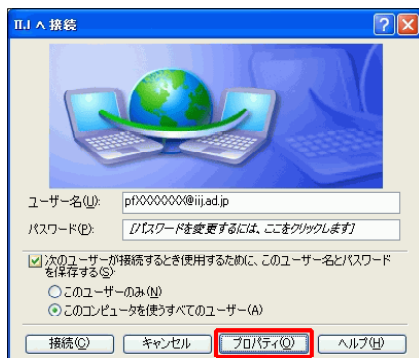 IIJ へ 接続
ユーザー名(U):
pfXXXXXXX@iij.ad.jp
パスワード(P):
[パスワードを変更するには、ここをクリックします]
次のユーザーが接続するとき使用するために、このユーザー名とパスワード
を保存する(S):
このユーザーのみ(N)
このコンピュータを使うすべてのユーザー(A)
接続(C)
キャンセル
プロパティ(O)
ヘルプ(H)